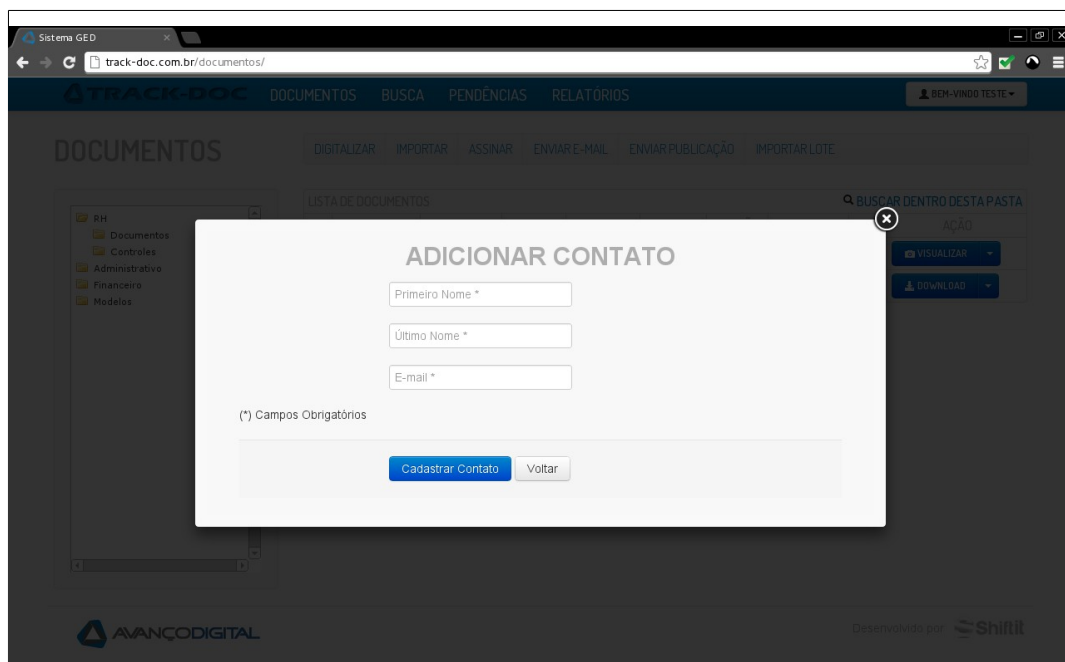 Sistema GED
track-doc.com.br/documentos/
TRACK-DOC DOCUMENTOS BUSCA PENDÊNCIAS RELATÓRIOS BEM-VINDO TESTE
DOCUMENTOS DIGITALIZAR IMPORTAR ASSINAR ENVIAR E-MAIL ENVIAR PUBLICAÇÃO IMPORTAR LOTE
LISTA DE DOCUMENTOS BUSCAR DENTRO DESTA PASTA
AÇÃO
RH
Documentos
Controles
Administrativo
Financeiro
Modelos
VISUALIZAR
DOWNLOAD
ADICIONAR CONTATO
Primeiro Nome *
Último Nome *
E-mail *
(*) Campos Obrigatórios
Cadastrar Contato Voltar
AVANÇODIGITAL Desenvolvido por Shiftit